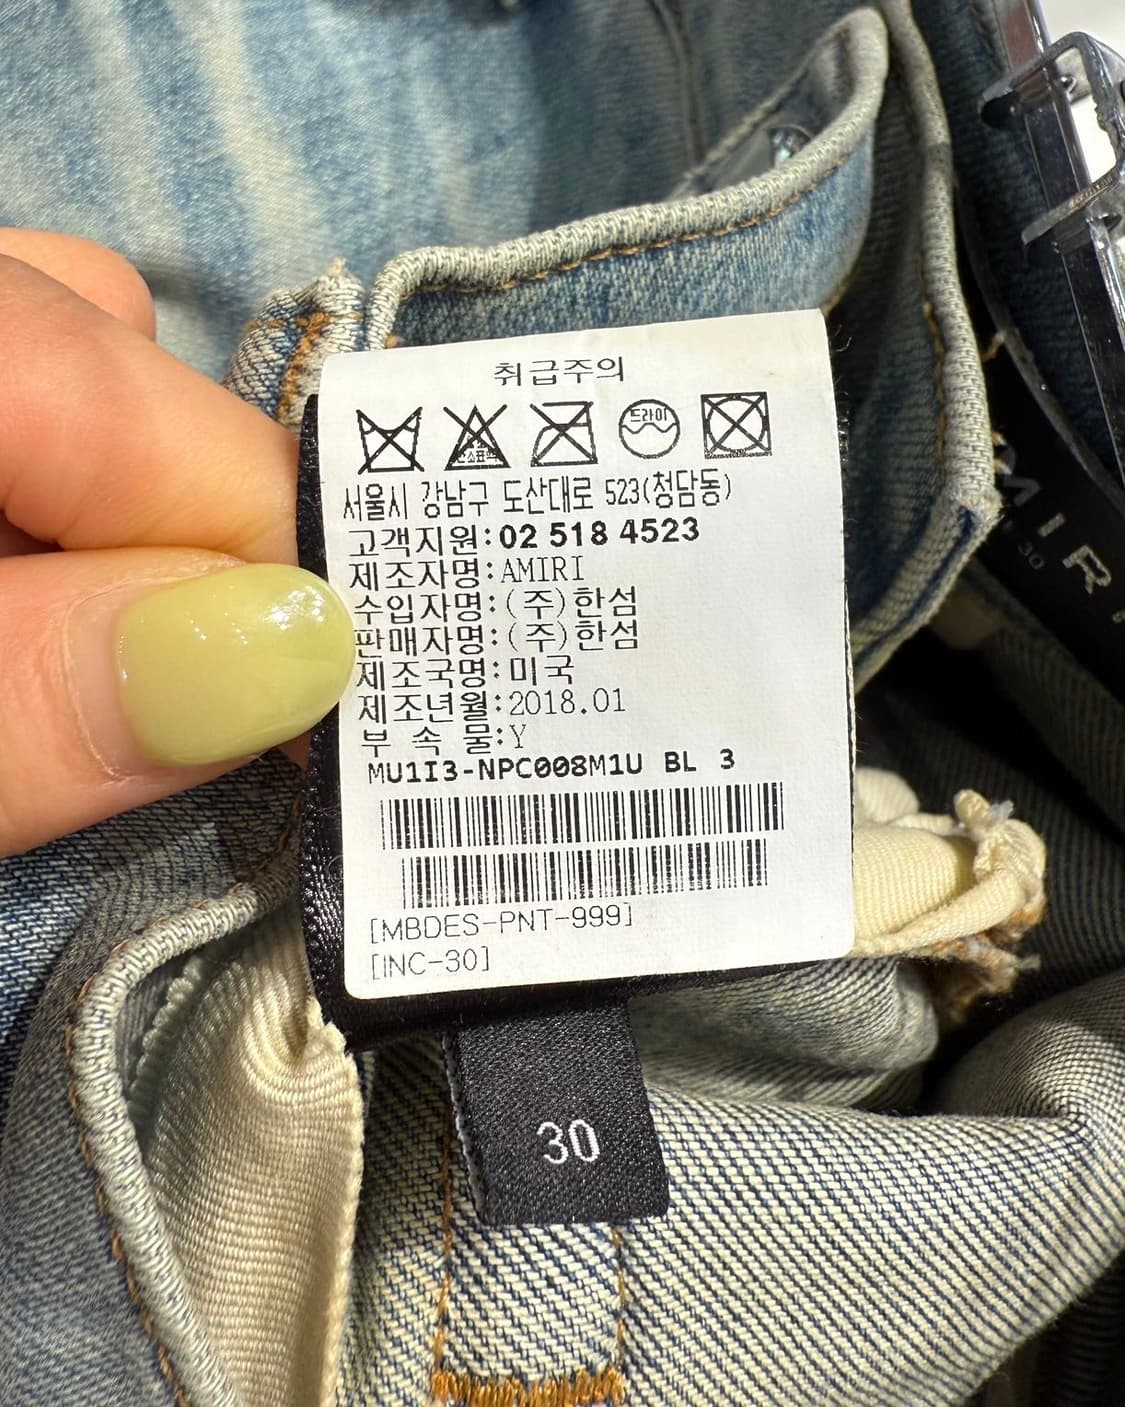 취급주의
드라이
서울시 강남구 도산대로 523(청담동)
고객지원:02 518 4523
제조자명:AMIRI
수입자명:(주)한섬
판매자명:(주)한섬
제조국명:미국
제조년월:2018.01
부 속 물:Y
MU1I3-NPC008M1U BL 3
[MBDES-PNT-999]
[INC-30]
30
30